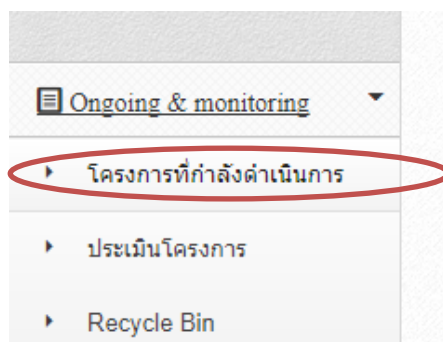 Ongoing & monitoring
โครงการที่กำลังดำเนินการ
ประเมินโครงการ
Recycle Bin